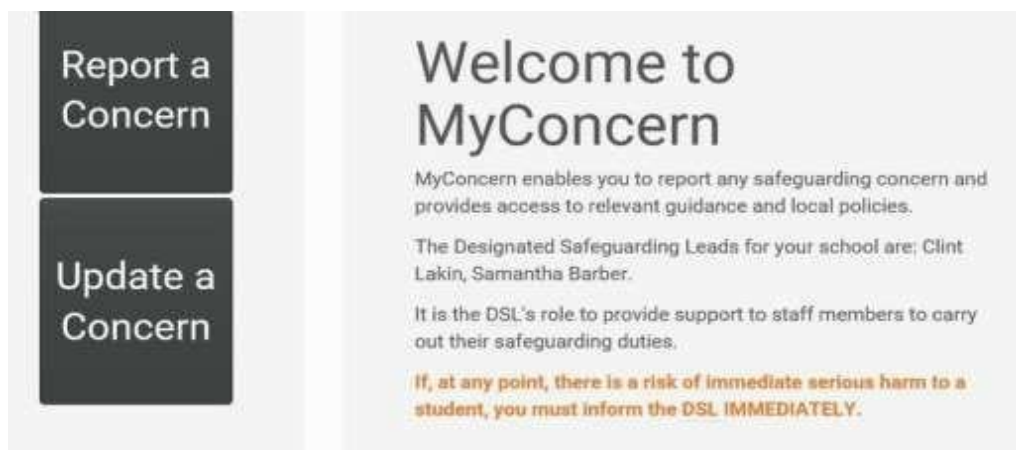 Report a
Concern
Update a
Concern
Welcome to
MyConcern
MyConcern enables you to report any safeguarding concern and
provides access to relevant guidance and local policies.
The Designated Safeguarding Leads for your school are: Clint
Lakin, Samantha Barber.
It is the DSL's role to provide support to staff members to carry
out their safeguarding duties.
If, at any point, there is a risk of immediate serious harm to a
student, you must inform the DSL IMMEDIATELY.